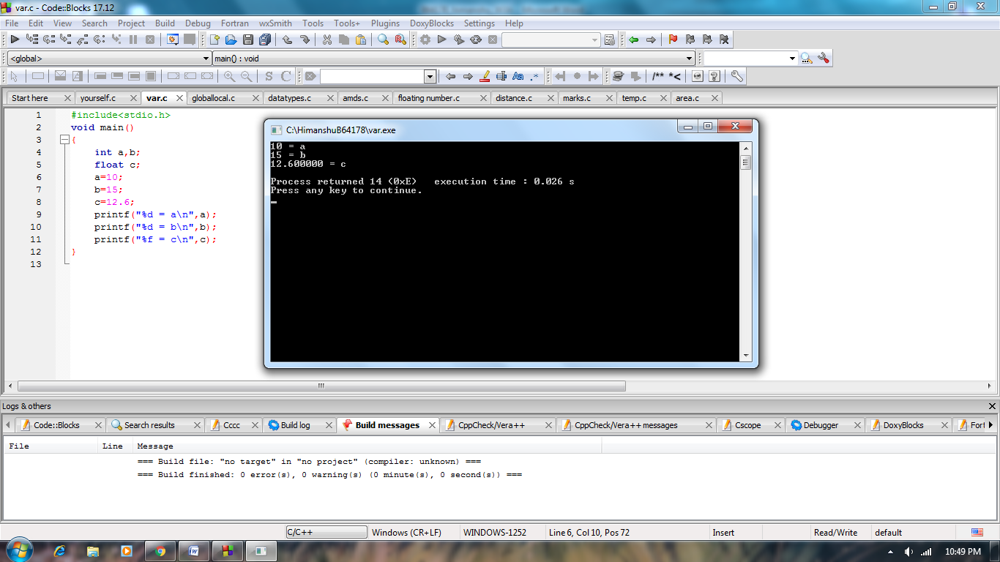 var.c - Code::Blocks 17.12
File Edit View Search Project Build Debug Fortran wxSmith Tools Tools+ Plugins DoxyBlocks Settings Help
<global> main() : void
S C Aa .* /** *<
Start here yourself.c var.c globallocal.c datatypes.c amds.c floating number.c distance.c marks.c temp.c area.c
1 #include<stdio.h>
2 void main()
3 {
4 int a,b;
5 float c;
6 a=10;
7 b=15;
8 c=12.6;
9 printf("%d = a\n",a);
10 printf("%d = b\n",b);
11 printf("%f = c\n",c);
12 }
13
C:\HimanshuB64178\var.exe
10 = a
15 = b
12.600000 = c
Process returned 14 (0xE) execution time : 0.026 s
Press any key to continue.
Logs & others
Code::Blocks Search results Cccc Build log Build messages CppCheck/Vera++ CppCheck/Vera++ messages Cscope Debugger DoxyBlocks Fort
File Line Message
=== Build file: "no target" in "no project" (compiler: unknown) ===
=== Build finished: 0 error(s), 0 warning(s) (0 minute(s), 0 second(s)) ===
C/C++ Windows (CR+LF) WINDOWS-1252 Line 6, Col 10, Pos 72 Insert Read/Write default
10:49 PM